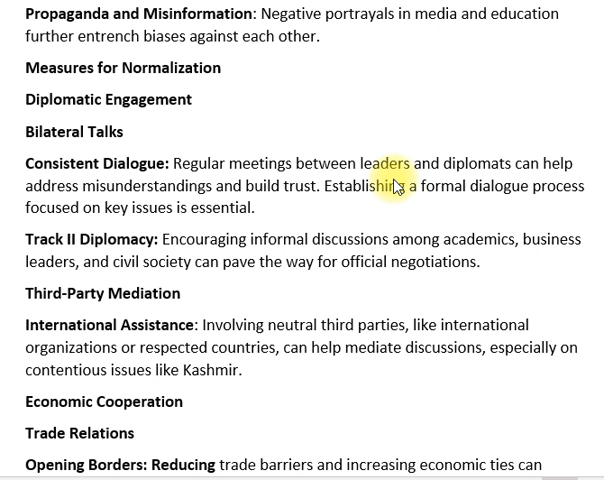 Propaganda and Misinformation: Negative portrayals in media and education
further entrench biases against each other.
Measures for Normalization
Diplomatic Engagement
Bilateral Talks
Consistent Dialogue: Regular meetings between leaders and diplomats can help
address misunderstandings and build trust. Establishing a formal dialogue process
focused on key issues is essential.
Track II Diplomacy: Encouraging informal discussions among academics, business
leaders, and civil society can pave the way for official negotiations.
Third-Party Mediation
International Assistance: Involving neutral third parties, like international
organizations or respected countries, can help mediate discussions, especially on
contentious issues like Kashmir.
Economic Cooperation
Trade Relations
Opening Borders: Reducing trade barriers and increasing economic ties can